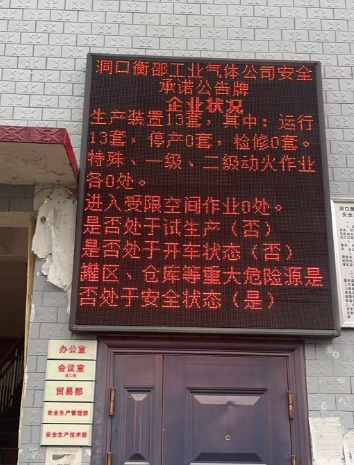 洞口衡邵工业气体公司安全
承诺公告牌
企业状况
生产装置13套，其中：运行
13套，停产0套，检修0套。
特殊、一级、二级动火作业
各0处。
进入受限空间作业0处。
是否处于试生产（否）
是否处于开车状态（否）
罐区、仓库等重大危险源是
否处于安全状态（是）
办公室
会议室
贸易部
安全生产管理部
安全生产技术部